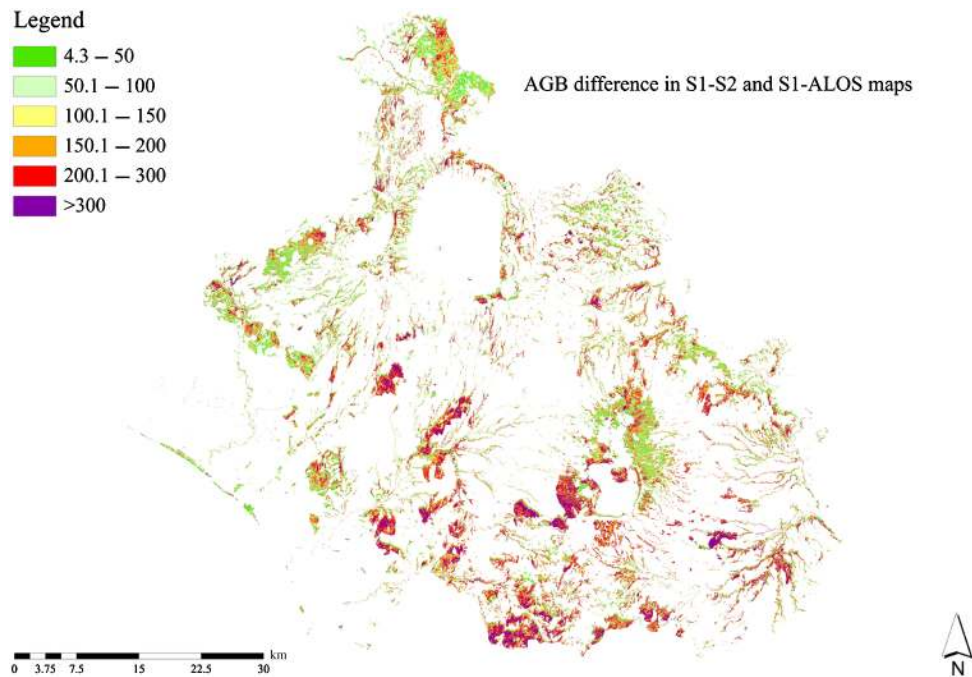 Legend
4.3 – 50
50.1 – 100
100.1 – 150
150.1 – 200
200.1 – 300
>300
AGB difference in S1-S2 and S1-ALOS maps
km
0 3.75 7.5 15 22.5 30
N